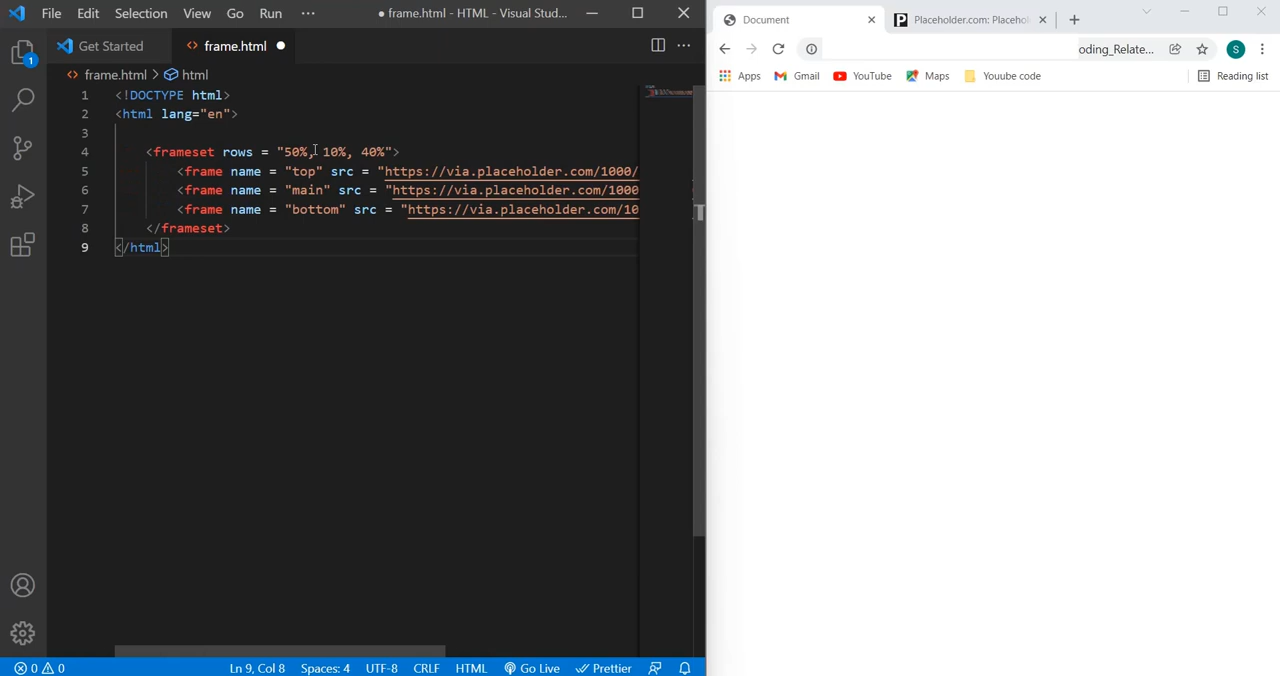 File Edit Selection View Go Run ··· ● frame.html - HTML - Visual Stud...
Get Started frame.html
frame.html > html
1 <!DOCTYPE html>
2 <html lang="en">
3
4 <frameset rows = "50%, 10%, 40%">
5 <frame name = "top" src = "https://via.placeholder.com/1000/
6 <frame name = "main" src = "https://via.placeholder.com/1000
7 <frame name = "bottom" src = "https://via.placeholder.com/10
8 </frameset>
9 </html>
1
0 0 Ln 9, Col 8 Spaces: 4 UTF-8 CRLF HTML Go Live Prettier
Document Placeholder.com: Placehol
oding_Relate... S
Apps Gmail YouTube Maps Yoube code Reading list